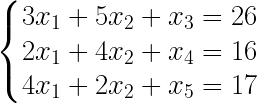 3x₁ + 5x₂ + x₃ = 26
2x₁ + 4x₂ + x₄ = 16
4x₁ + 2x₂ + x₅ = 17